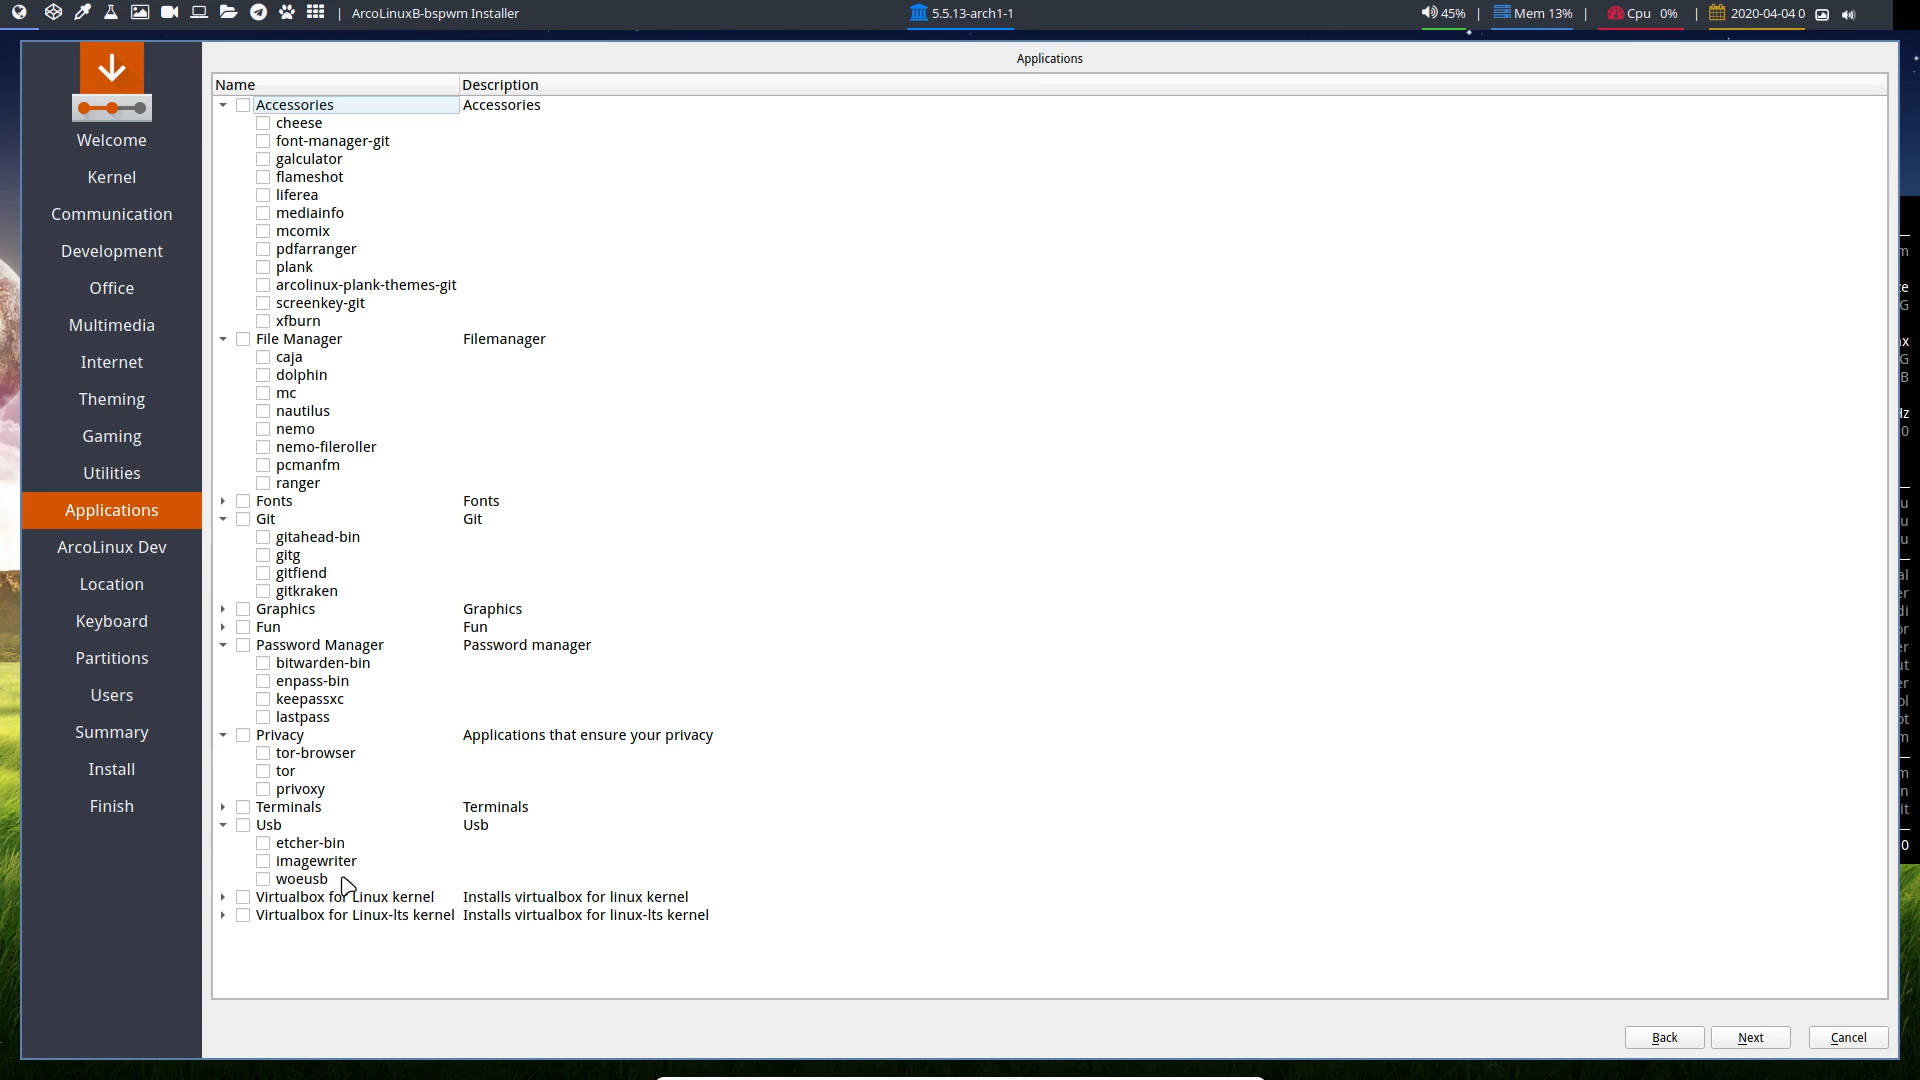 | ArcoLinuxB-bspwm Installer
5.5.13-arch1-1
45% | Mem 13% | Cpu 0% | 2020-04-04 0
Applications
Welcome
Kernel
Communication
Development
Office
Multimedia
Internet
Theming
Gaming
Utilities
Applications
ArcoLinux Dev
Location
Keyboard
Partitions
Users
Summary
Install
Finish
Name Description
Accessories Accessories
cheese
font-manager-git
galculator
flameshot
liferea
mediainfo
mcomix
pdfarranger
plank
arcolinux-plank-themes-git
screenkey-git
xfburn
File Manager Filemanager
caja
dolphin
mc
nautilus
nemo
nemo-fileroller
pcmanfm
ranger
Fonts Fonts
Git Git
gitahead-bin
gitg
gitfiend
gitkraken
Graphics Graphics
Fun Fun
Password Manager Password manager
bitwarden-bin
enpass-bin
keepassxc
lastpass
Privacy Applications that ensure your privacy
tor-browser
tor
privoxy
Terminals Terminals
Usb Usb
etcher-bin
imagewriter
woeusb
Virtualbox for Linux kernel Installs virtualbox for linux kernel
Virtualbox for Linux-lts kernel Installs virtualbox for linux-lts kernel
Back Next Cancel